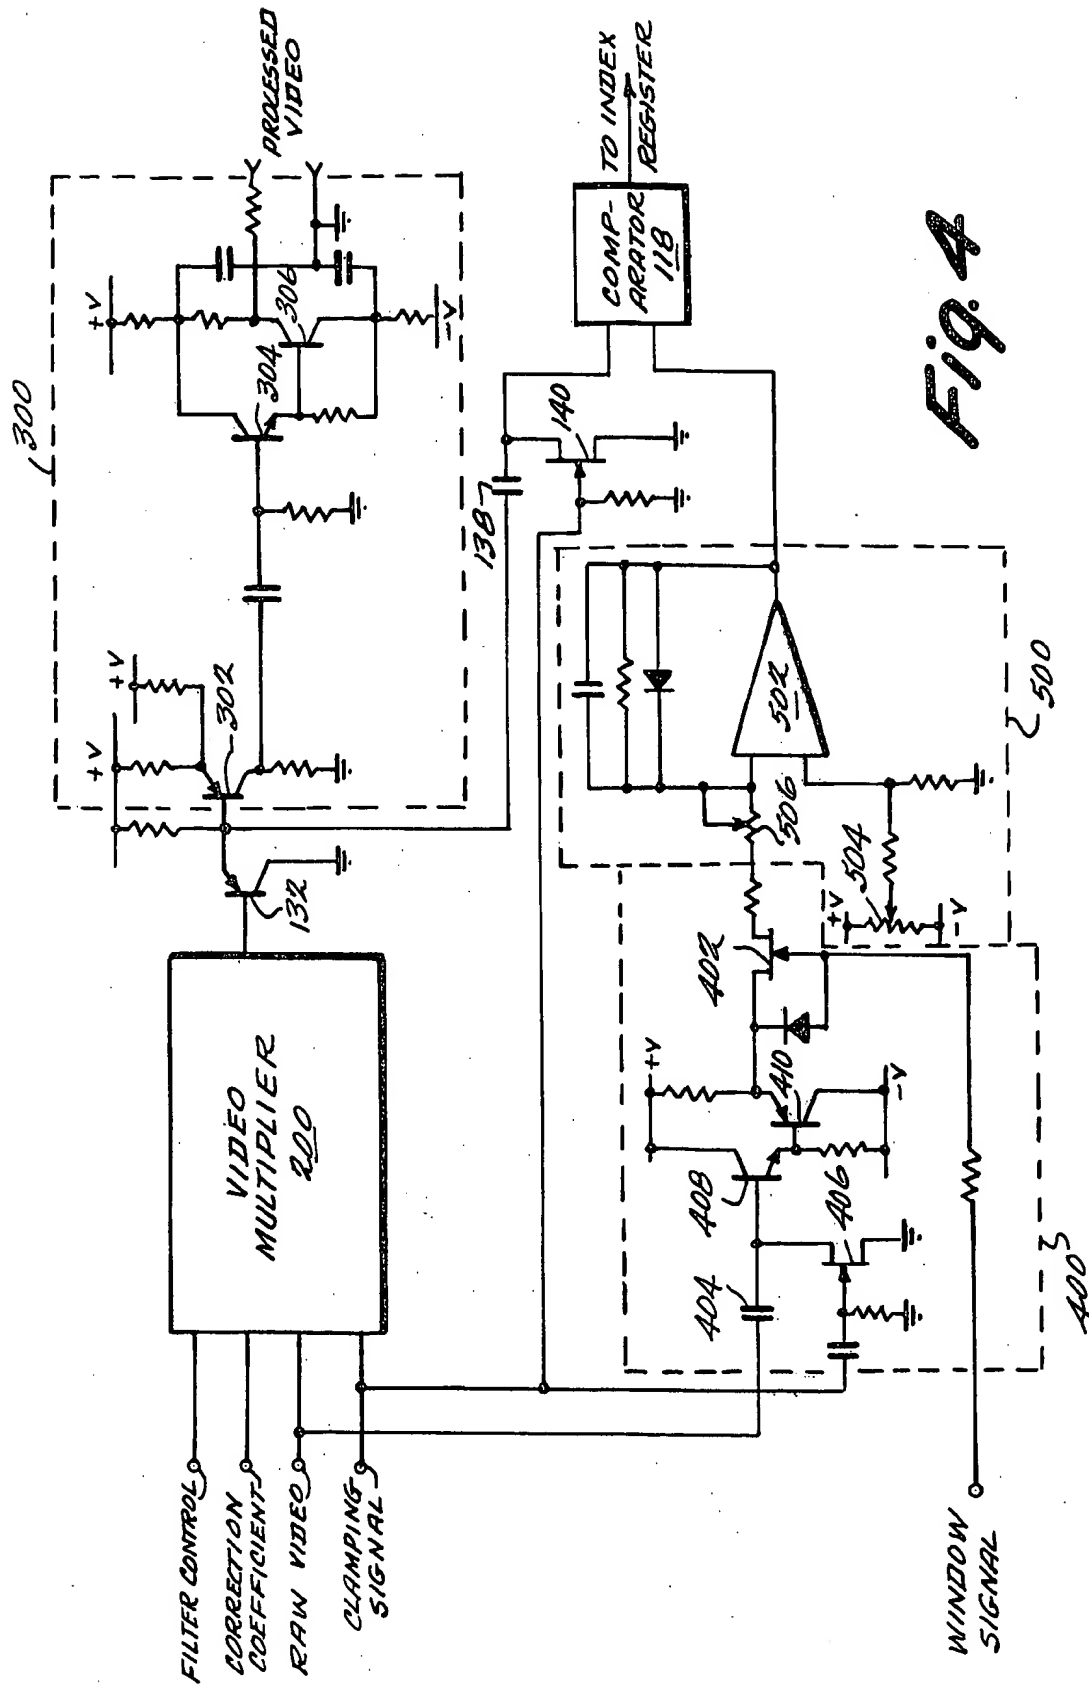 300
+V
+V
+V
302
304
306
-V
PROCESSED
VIDEO
132
VIDEO
MULTIPLIER
200
FILTER CONTROL
CORRECTION
COEFFICIENT
RAW VIDEO
CLAMPING
SIGNAL
138
140
COMP-
ARATOR
118
TO INDEX
REGISTER
404
406
408
410
+V
-V
402
400
WINDOW
SIGNAL
506
502
504
+V
-V
500
Fig. 4